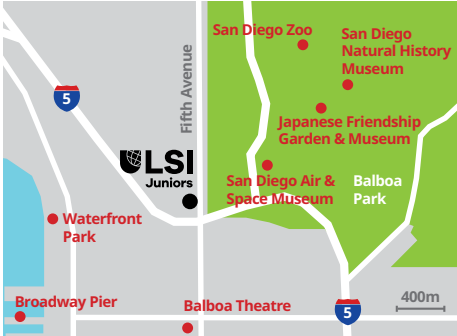 San Diego Zoo
San Diego
Natural History
Museum
5
Fifth Avenue
Japanese Friendship
Garden & Museum
LSI
Juniors
San Diego Air &
Space Museum
Balboa
Park
Waterfront
Park
Broadway Pier
Balboa Theatre
5
400m